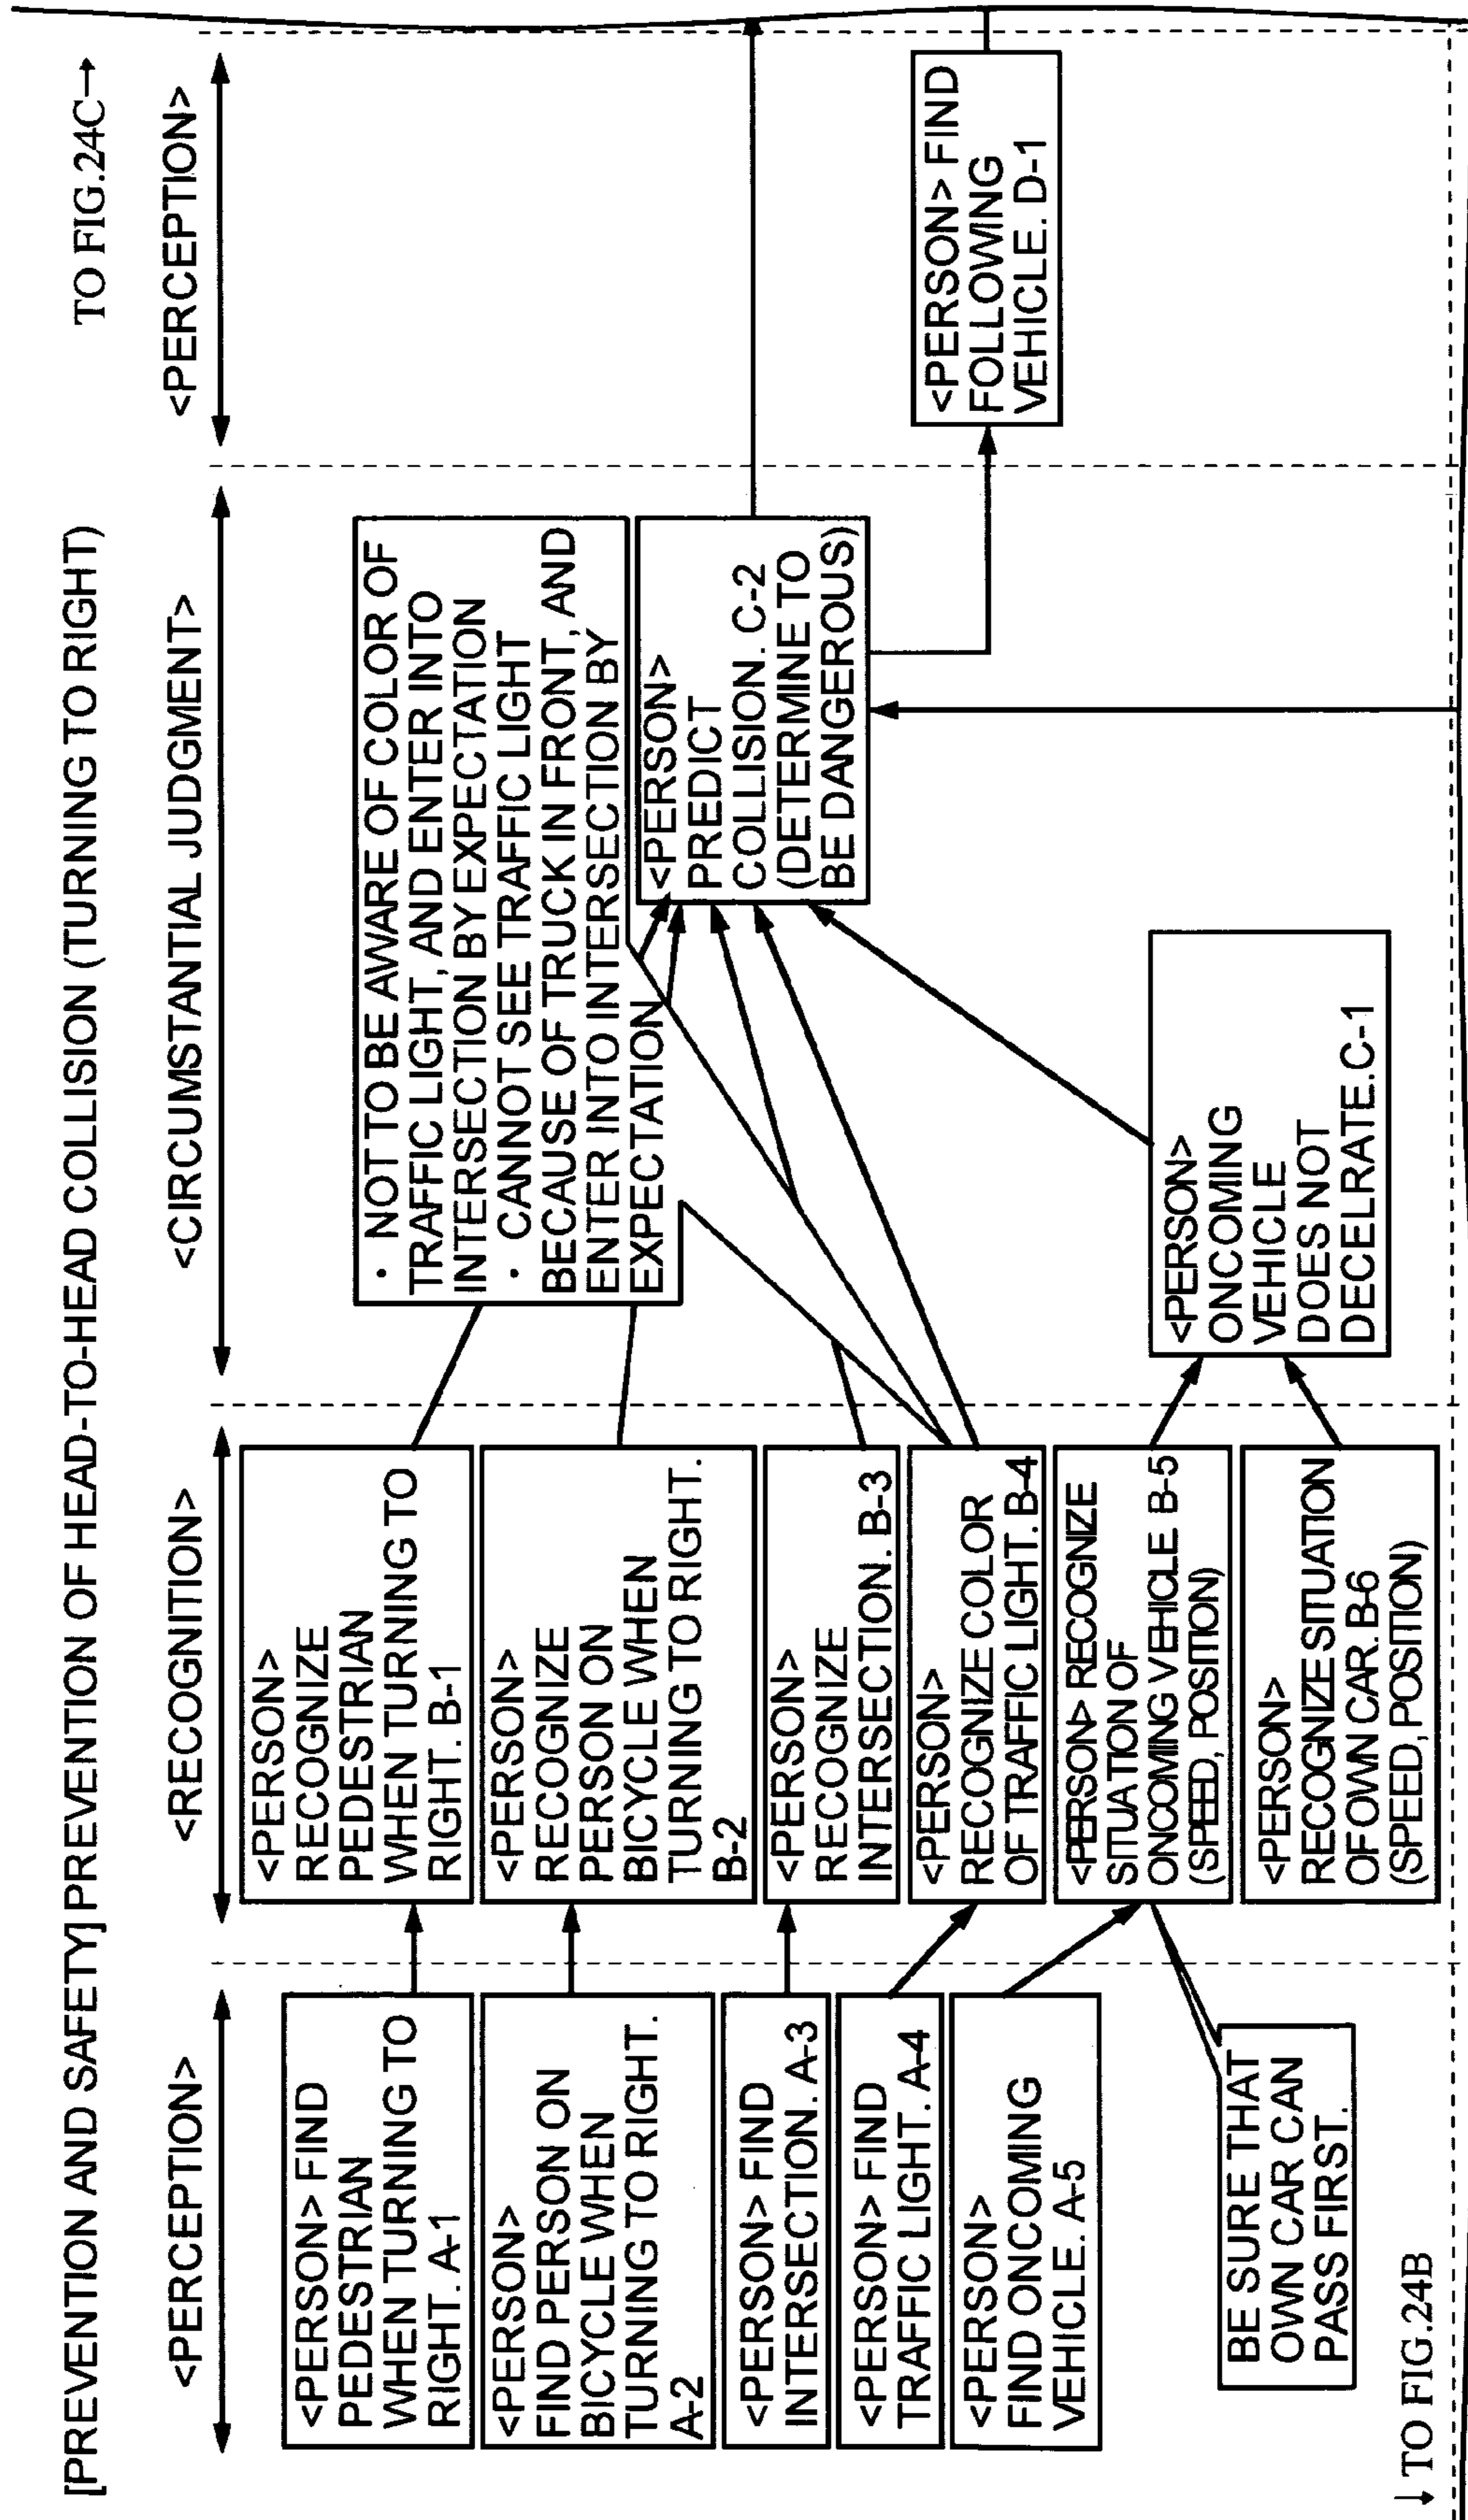 [PREVENTION AND SAFETY] PREVENTION OF HEAD-TO-HEAD COLLISION (TURNING TO RIGHT)
TO FIG.24C→
<PERCEPTION>
<RECOGNITION>
<CIRCUMSTANTIAL JUDGMENT>
<PERCEPTION>
<PERSON> FIND
PEDESTRIAN
WHEN TURNING TO
RIGHT. A-1
<PERSON>
FIND PERSON ON
BICYCLE WHEN
TURNING TO RIGHT.
A-2
<PERSON> FIND
INTERSECTION. A-3
<PERSON> FIND
TRAFFIC LIGHT. A-4
<PERSON>
FIND ONCOMING
VEHICLE. A-5
BE SURE THAT
OWN CAR CAN
PASS FIRST.
<PERSON>
RECOGNIZE
PEDESTRIAN
WHEN TURNING TO
RIGHT. B-1
<PERSON>
RECOGNIZE
PERSON ON
BICYCLE WHEN
TURNING TO RIGHT.
B-2
<PERSON>
RECOGNIZE
INTERSECTION. B-3
<PERSON>
RECOGNIZE COLOR
OF TRAFFIC LIGHT. B-4
<PERSON> RECOGNIZE
SITUATION OF
ONCOMING VEHICLE. B-5
(SPEED, POSITION)
<PERSON>
RECOGNIZE SITUATION
OF OWN CAR. B-6
(SPEED, POSITION)
・ NOT TO BE AWARE OF COLOR OF
TRAFFIC LIGHT, AND ENTER INTO
INTERSECTION BY EXPECTATION
・ CANNOT SEE TRAFFIC LIGHT
BECAUSE OF TRUCK IN FRONT, AND
ENTER INTO INTERSECTION BY
EXPECTATION
<PERSON>
PREDICT
COLLISION. C-2
(DETERMINE TO
BE DANGEROUS)
<PERSON>
ONCOMING
VEHICLE
DOES NOT
DECELRATE.C-1
<PERSON> FIND
FOLLOWING
VEHICLE. D-1
↓ TO FIG.24B